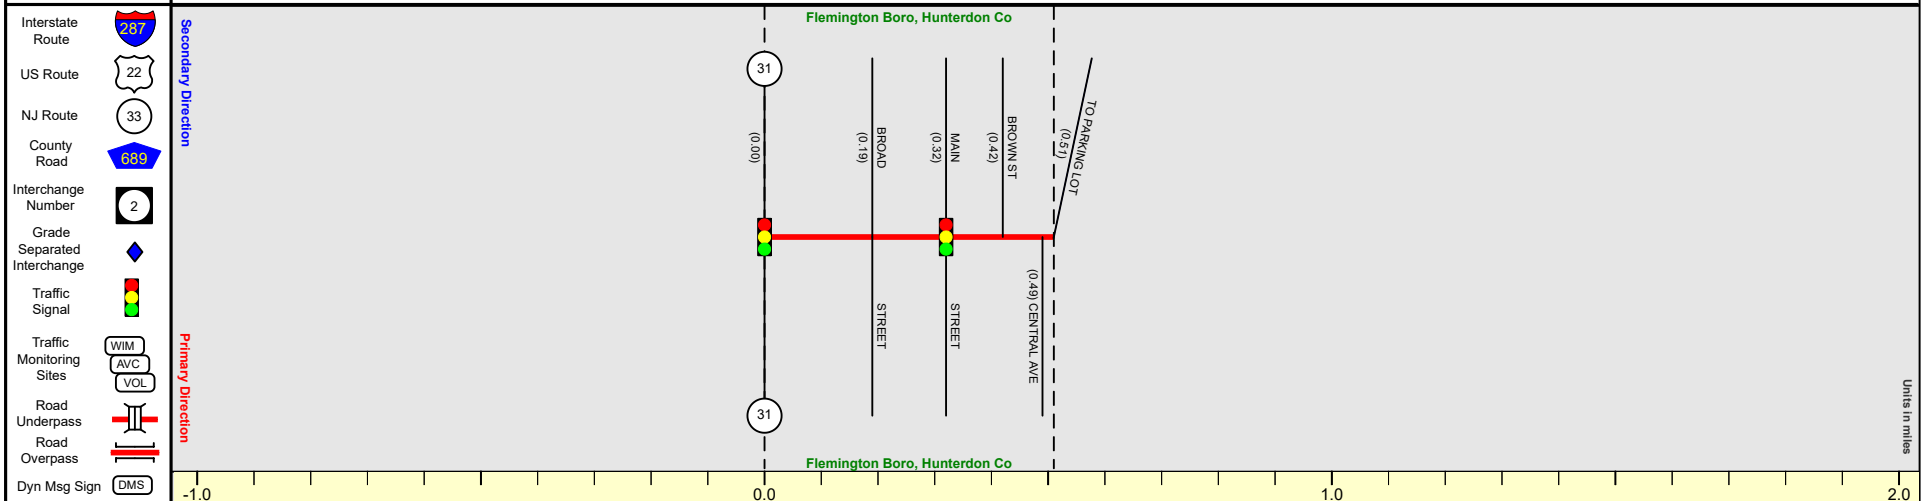 Interstate
Route
287
US Route
22
NJ Route
33
County
Road
689
Interchange
Number
2
Grade
Separated
Interchange
Traffic
Signal
Traffic
Monitoring
Sites
WIM
AVC
VOL
Road
Underpass
Road
Overpass
Dyn Msg Sign
DMS
Secondary Direction
Primary Direction
Flemington Boro, Hunterdon Co
31
(0.00)
BROAD
(0.19)
MAIN
(0.32)
BROWN ST
(0.42)
TO PARKING LOT
(0.51)
STREET
STREET
(0.49) CENTRAL AVE
31
Flemington Boro, Hunterdon Co
Units in miles
-1.0
0.0
1.0
2.0